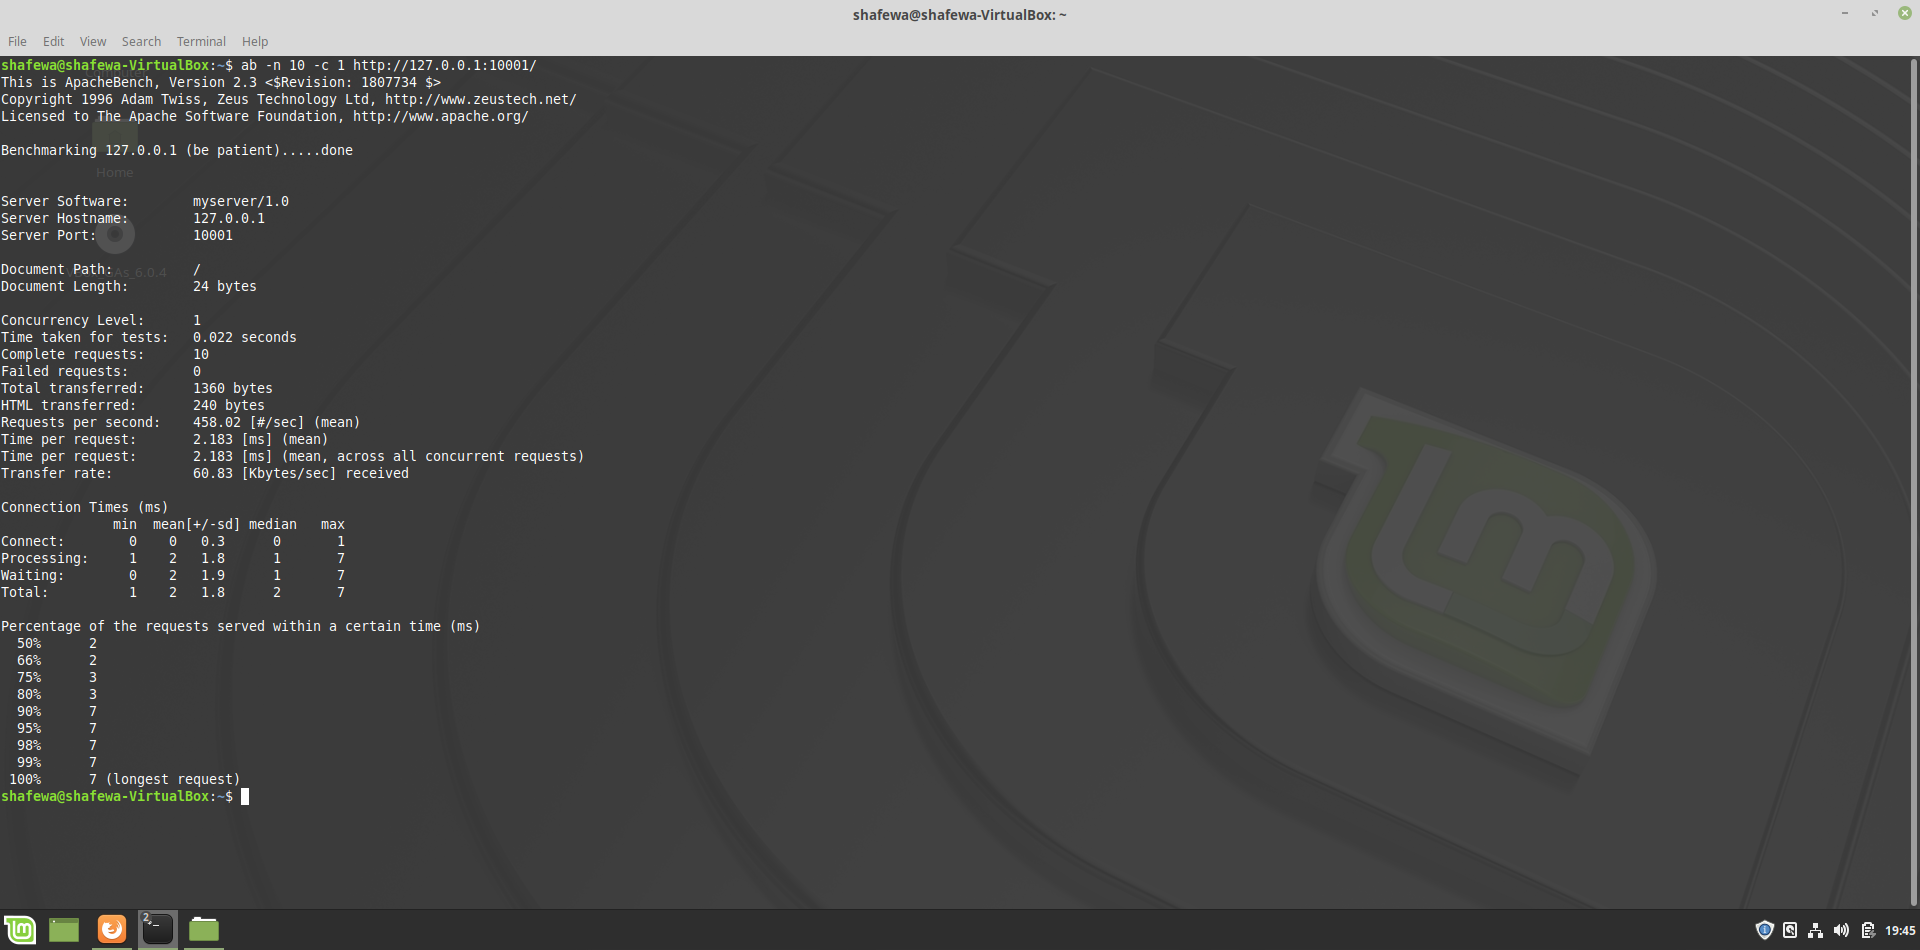 shafewa@shafewa-VirtualBox: ~
File Edit View Search Terminal Help
shafewa@shafewa-VirtualBox:~$ ab -n 10 -c 1 http://127.0.0.1:10001/
This is ApacheBench, Version 2.3 <$Revision: 1807734 $>
Copyright 1996 Adam Twiss, Zeus Technology Ltd, http://www.zeustech.net/
Licensed to The Apache Software Foundation, http://www.apache.org/
Benchmarking 127.0.0.1 (be patient).....done
Home
Server Software:        myserver/1.0
Server Hostname:        127.0.0.1
Server Port:            10001
Document Path:          /
As_6.0.4
Document Length:        24 bytes
Concurrency Level:      1
Time taken for tests:   0.022 seconds
Complete requests:      10
Failed requests:        0
Total transferred:      1360 bytes
HTML transferred:       240 bytes
Requests per second:    458.02 [#/sec] (mean)
Time per request:       2.183 [ms] (mean)
Time per request:       2.183 [ms] (mean, across all concurrent requests)
Transfer rate:          60.83 [Kbytes/sec] received
Connection Times (ms)
              min  mean[+/-sd] median   max
Connect:        0    0   0.3      0       1
Processing:     1    2   1.8      1       7
Waiting:        0    2   1.9      1       7
Total:          1    2   1.8      2       7
Percentage of the requests served within a certain time (ms)
  50%      2
  66%      2
  75%      3
  80%      3
  90%      7
  95%      7
  98%      7
  99%      7
 100%      7 (longest request)
shafewa@shafewa-VirtualBox:~$
2
19:45